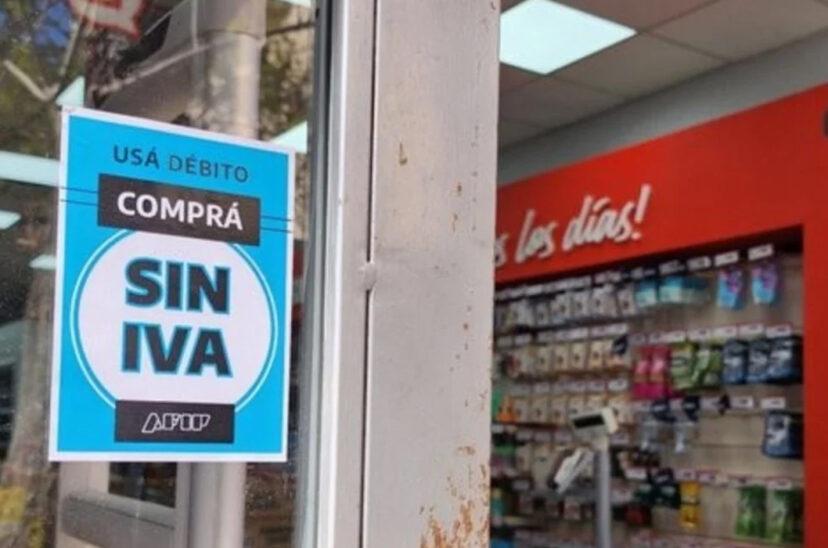 USÁ DÉBITO
COMPRÁ
SIN
IVA
AFIP
los días!